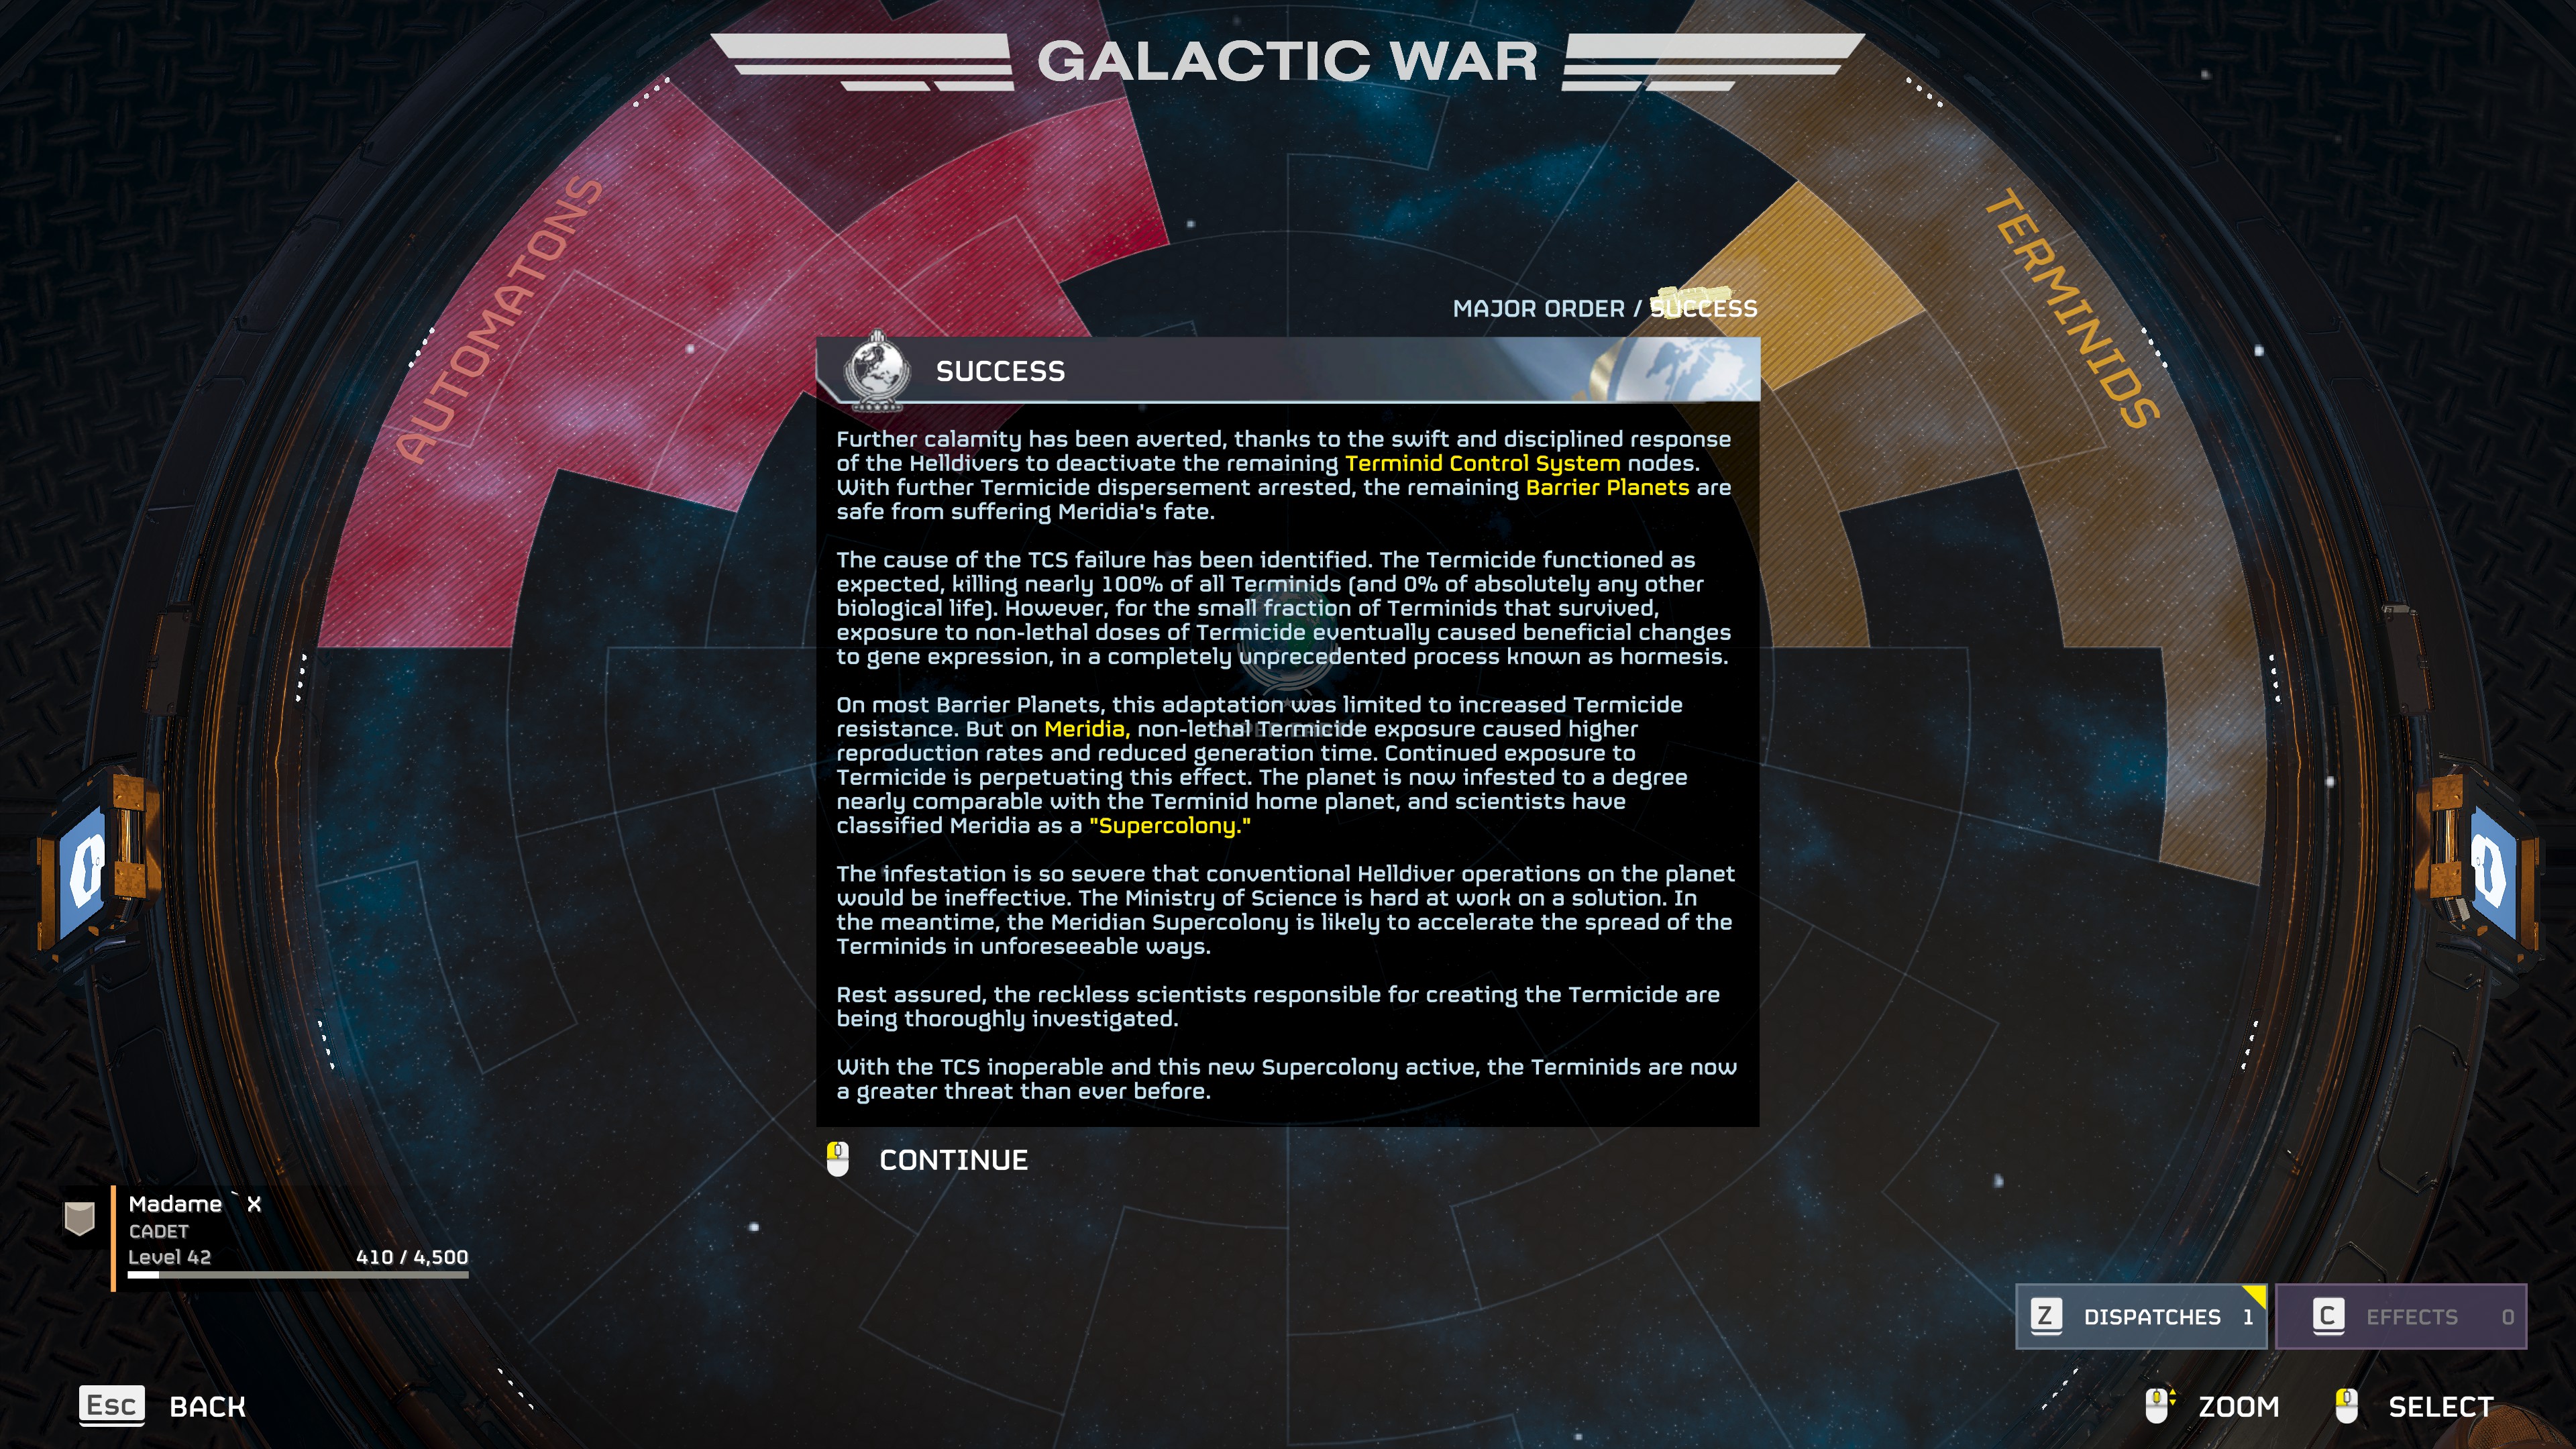 GALACTIC WAR
AUTOMATONS
TERMINIDS
MAJOR ORDER / SUCCESS
SUCCESS
Further calamity has been averted, thanks to the swift and disciplined response
of the Helldivers to deactivate the remaining Terminid Control System nodes.
With further Termicide dispersement arrested, the remaining Barrier Planets are
safe from suffering Meridia's fate.
The cause of the TCS failure has been identified. The Termicide functioned as
expected, killing nearly 100% of all Terminids (and 0% of absolutely any other
biological life). However, for the small fraction of Terminids that survived,
exposure to non-lethal doses of Termicide eventually caused beneficial changes
to gene expression, in a completely unprecedented process known as hormesis.
On most Barrier Planets, this adaptation was limited to increased Termicide
resistance. But on Meridia, non-lethal Termicide exposure caused higher
reproduction rates and reduced generation time. Continued exposure to
Termicide is perpetuating this effect. The planet is now infested to a degree
nearly comparable with the Terminid home planet, and scientists have
classified Meridia as a "Supercolony."
The infestation is so severe that conventional Helldiver operations on the planet
would be ineffective. The Ministry of Science is hard at work on a solution. In
the meantime, the Meridian Supercolony is likely to accelerate the spread of the
Terminids in unforeseeable ways.
Rest assured, the reckless scientists responsible for creating the Termicide are
being thoroughly investigated.
With the TCS inoperable and this new Supercolony active, the Terminids are now
a greater threat than ever before.
CONTINUE
Madame ` X
CADET
Level 42 410 / 4,500
Z DISPATCHES 1
C EFFECTS 0
Esc BACK
ZOOM
SELECT